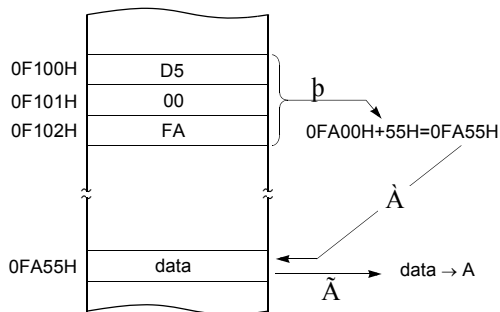 0F100H
D5
0F101H
00
0F102H
FA
þ
0FA00H+55H=0FA55H
À
0FA55H
data
Ã
data → A